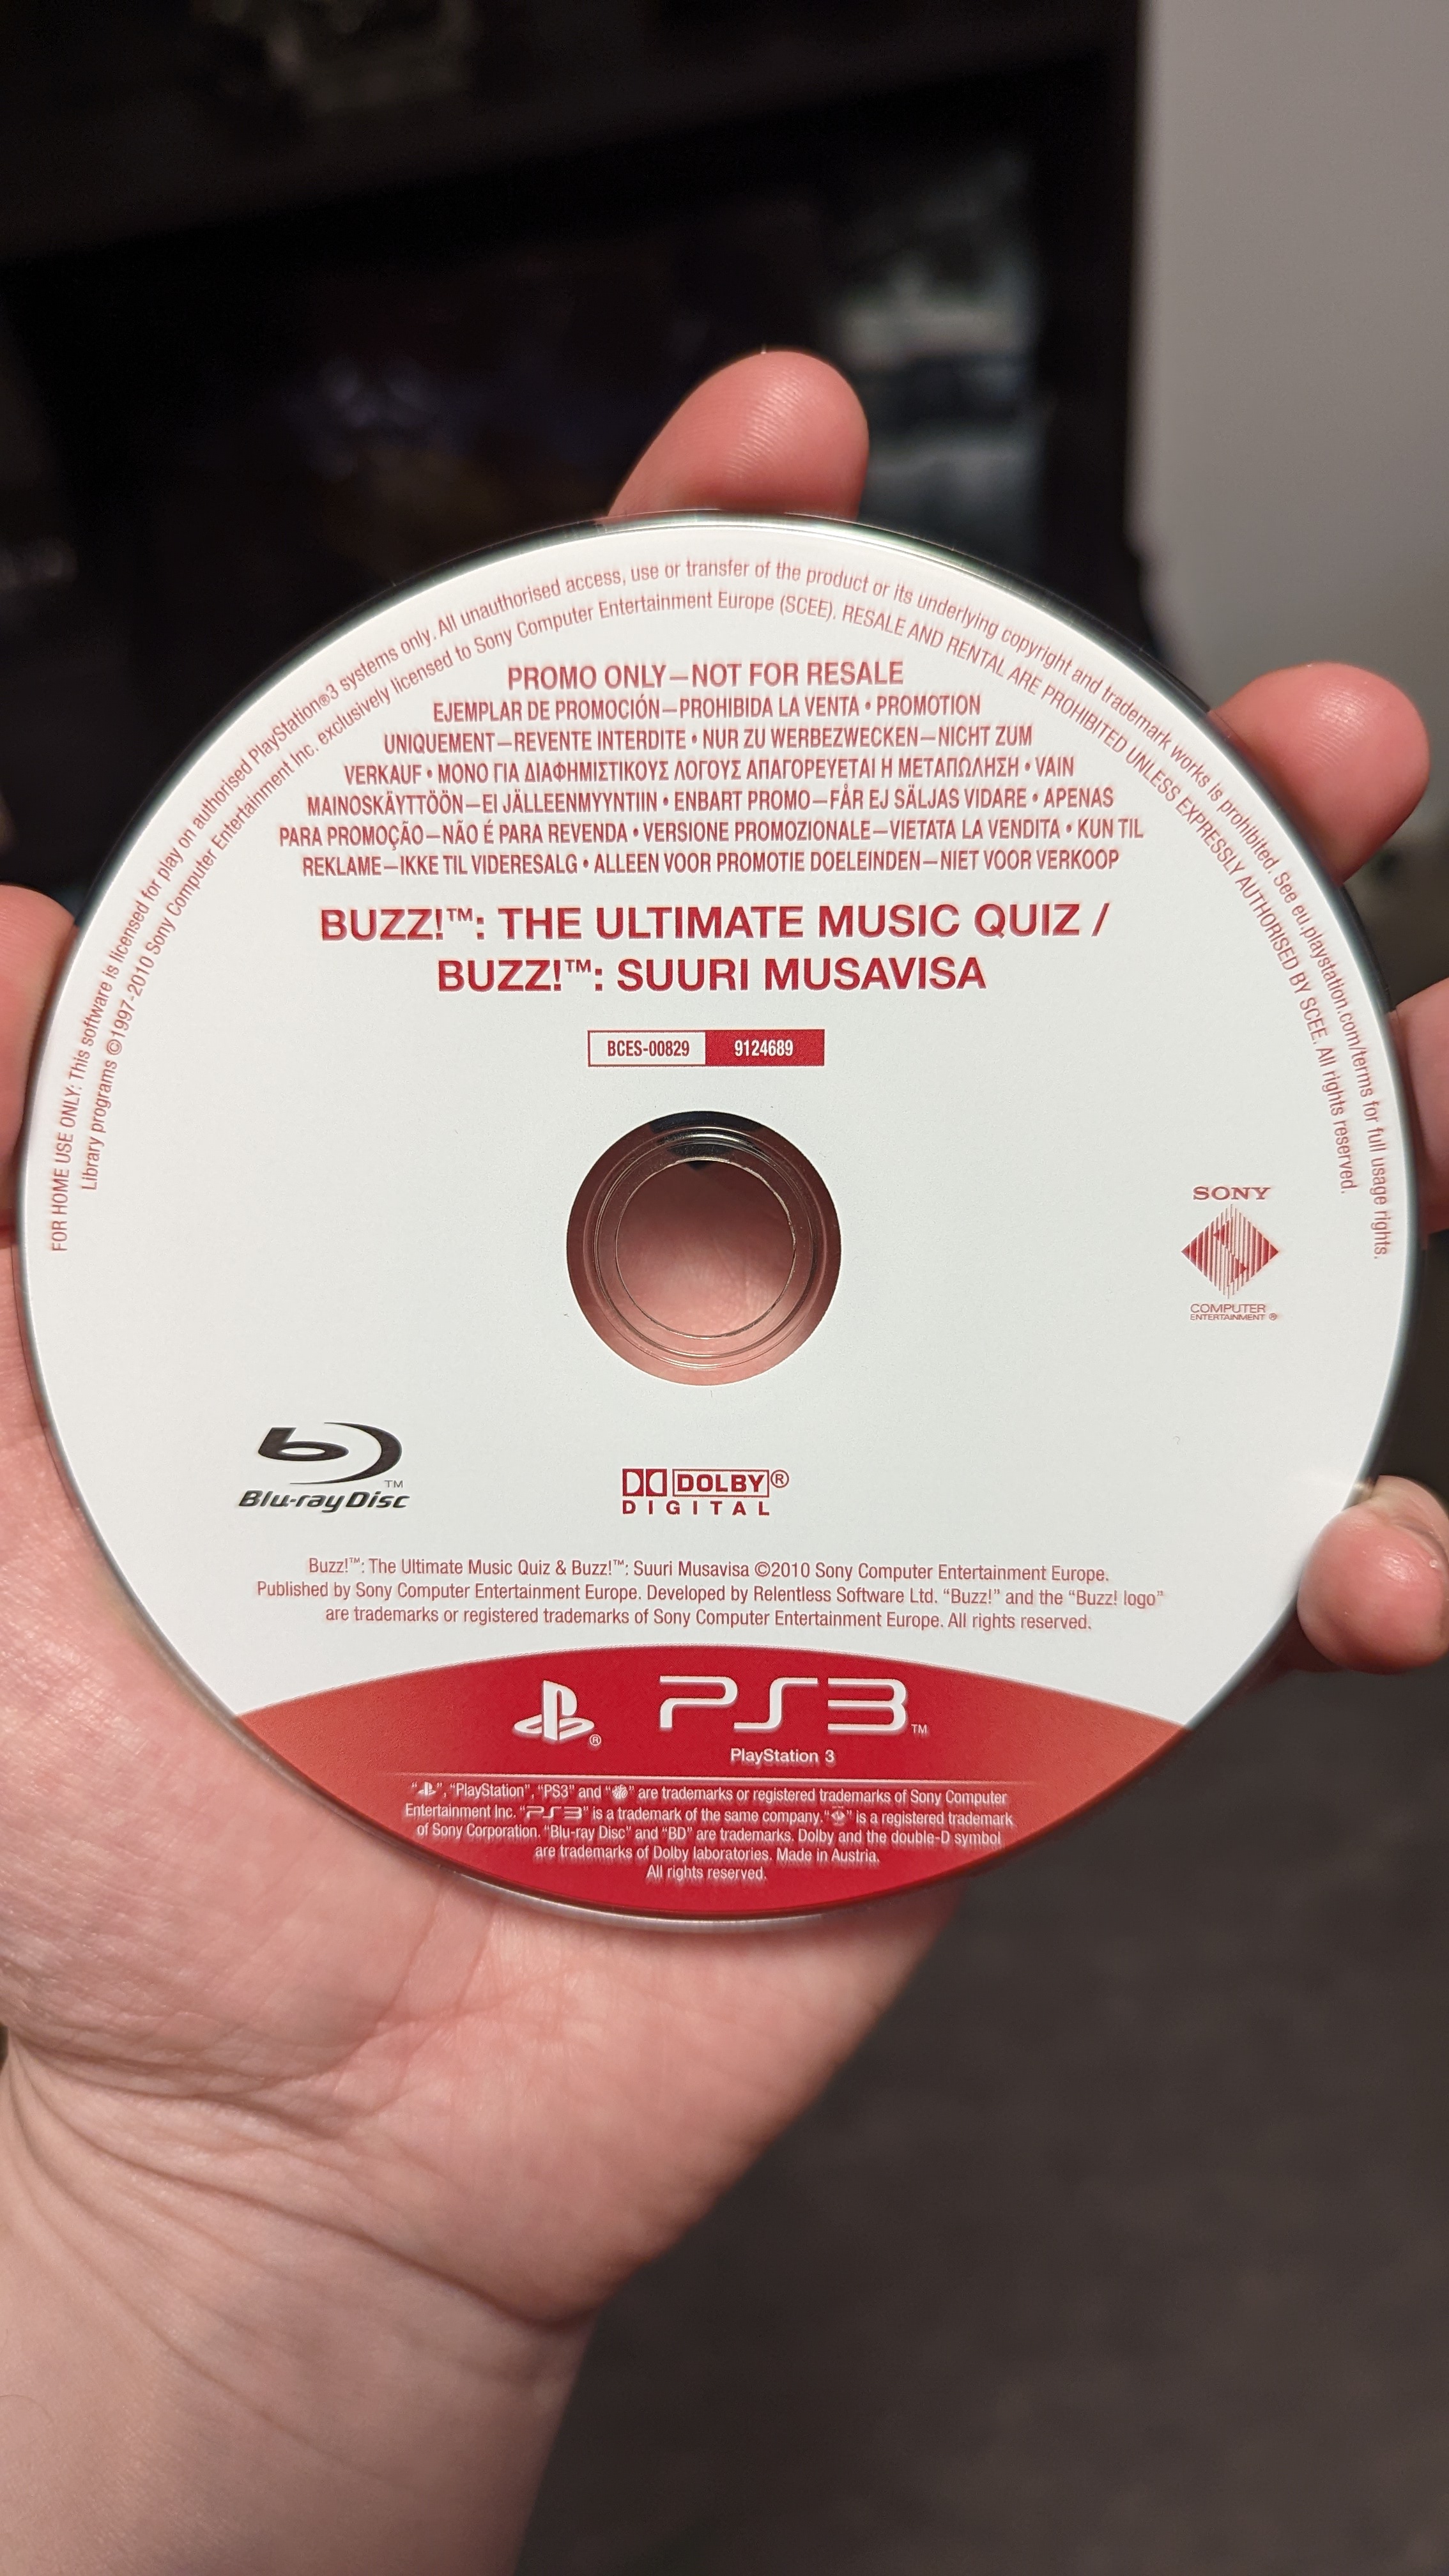 FOR HOME USE ONLY: This software is licensed for play on authorised PlayStation®3 systems only. All unauthorised access, use or transfer of the product or its underlying copyright and trademark works is prohibited. See eu.playstation.com/terms for full usage rights.
Library programs ©1997-2010 Sony Computer Entertainment Inc. exclusively licensed to Sony Computer Entertainment Europe (SCEE). RESALE AND RENTAL ARE PROHIBITED UNLESS EXPRESSLY AUTHORISED BY SCEE. All rights reserved.
PROMO ONLY—NOT FOR RESALE
EJEMPLAR DE PROMOCIÓN—PROHIBIDA LA VENTA • PROMOTION
UNIQUEMENT—REVENTE INTERDITE • NUR ZU WERBEZWECKEN—NICHT ZUM
VERKAUF • ΜΟΝΟ ΓΙΑ ΔΙΑΦΗΜΙΣΤΙΚΟΥΣ ΛΟΓΟΥΣ ΑΠΑΓΟΡΕΥΕΤΑΙ Η ΜΕΤΑΠΩΛΗΣΗ • VAIN
MAINOSKÄYTTÖÖN—EI JÄLLEENMYYNTIIN • ENBART PROMO—FÅR EJ SÄLJAS VIDARE • APENAS
PARA PROMOÇÃO—NÃO É PARA REVENDA • VERSIONE PROMOZIONALE—VIETATA LA VENDITA • KUN TIL
REKLAME—IKKE TIL VIDERESALG • ALLEEN VOOR PROMOTIE DOELEINDEN—NIET VOOR VERKOOP
BUZZ!™: THE ULTIMATE MUSIC QUIZ /
BUZZ!™: SUURI MUSAVISA
BCES-00829 9124689
SONY
COMPUTER
ENTERTAINMENT®
Blu-ray Disc™
DOLBY®
DIGITAL
Buzz!™: The Ultimate Music Quiz & Buzz!™: Suuri Musavisa ©2010 Sony Computer Entertainment Europe.
Published by Sony Computer Entertainment Europe. Developed by Relentless Software Ltd. “Buzz!” and the “Buzz! logo”
are trademarks or registered trademarks of Sony Computer Entertainment Europe. All rights reserved.
® PS3™
PlayStation 3
“ ”, “PlayStation”, “PS3” and “ ” are trademarks or registered trademarks of Sony Computer
Entertainment Inc. “PS3” is a trademark of the same company. “ ” is a registered trademark
of Sony Corporation. “Blu-ray Disc” and “BD” are trademarks. Dolby and the double-D symbol
are trademarks of Dolby laboratories. Made in Austria.
All rights reserved.